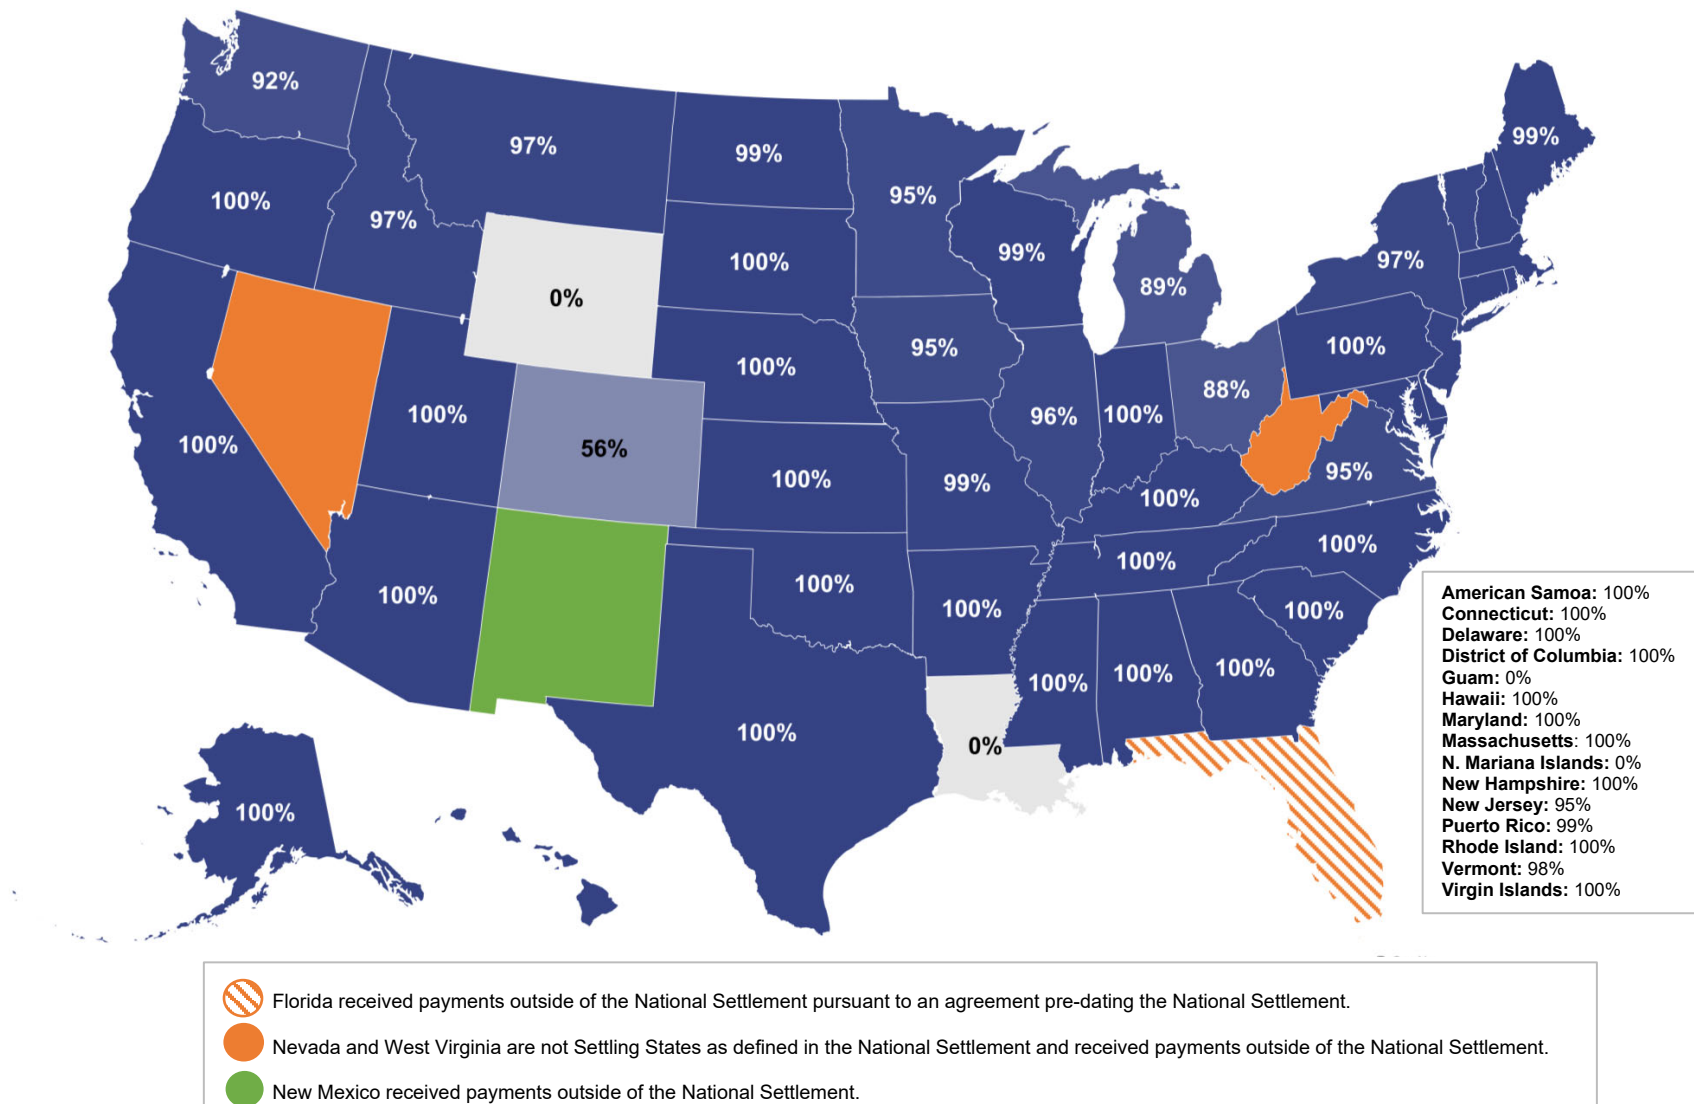 92%
97%
99%
99%
95%
100%
97%
99%
97%
100%
89%
0%
100%
95%
100%
100%
88%
100%
96%
100%
100%
56%
95%
100%
99%
100%
100%
100%
100%
100%
100%
100%
100%
100%
100%
100%
0%
100%
American Samoa: 100%
Connecticut: 100%
Delaware: 100%
District of Columbia: 100%
Guam: 0%
Hawaii: 100%
Maryland: 100%
Massachusetts: 100%
N. Mariana Islands: 0%
New Hampshire: 100%
New Jersey: 95%
Puerto Rico: 99%
Rhode Island: 100%
Vermont: 98%
Virgin Islands: 100%
Florida received payments outside of the National Settlement pursuant to an agreement pre-dating the National Settlement.
Nevada and West Virginia are not Settling States as defined in the National Settlement and received payments outside of the National Settlement.
New Mexico received payments outside of the National Settlement.